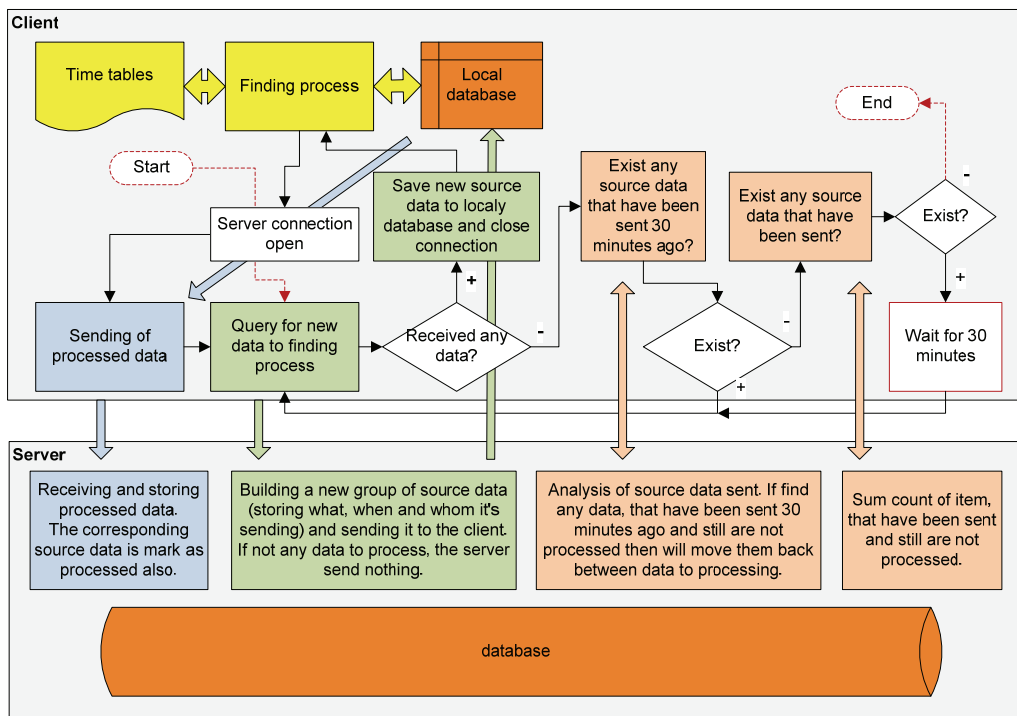 Client
Time tables
Finding process
Local
database
End
Start
Save new source
data to localy
database and close
connection
Exist any
source data
that have been
sent 30
minutes ago?
Exist any source
data that have
been sent?
Exist?
-
+
Server connection
open
+
-
-
Sending of
processed data
Query for new
data to finding
process
Received any
data?
Exist?
+
Wait for 30
minutes
Server
Receiving and storing
processed data.
The corresponding
source data is mark as
processed also.
Building a new group of source data
(storing what, when and whom it's
sending) and sending it to the client.
If not any data to process, the server
send nothing.
Analysis of source data sent. If find
any data, that have been sent 30
minutes ago and still are not
processed then will move them back
between data to processing.
Sum count of item,
that have been sent
and still are not
processed.
database